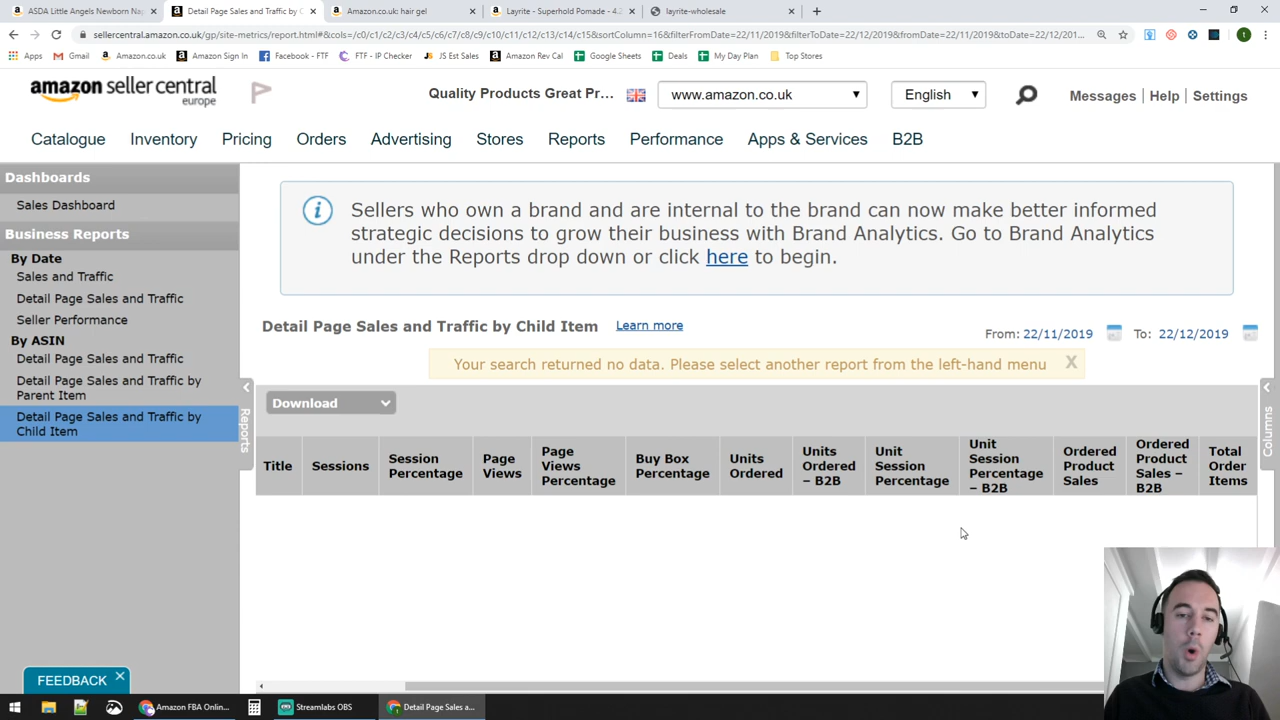 ASDA Little Angels Newborn Nap
Detail Page Sales and Traffic by C
Amazon.co.uk: hair gel
Layrite - Superhold Pomade - 4.2
layrite-wholesale
sellercentral.amazon.co.uk/gp/site-metrics/report.html#&cols=/c0/c1/c2/c3/c4/c5/c6/c7/c8/c9/c10/c11/c12/c13/c14/c15&sortColumn=16&filterFromDate=22/11/2019&filterToDate=22/12/2019&fromDate=22/11/2019&toDate=22/12/201...
Apps
Gmail
Amazon.co.uk
Amazon Sign In
Facebook - FTF
FTF - IP Checker
JS Est Sales
Amazon Rev Cal
Google Sheets
Deals
My Day Plan
Top Stores
amazon seller central
europe
Quality Products Great Pr...
www.amazon.co.uk
English
Messages | Help | Settings
Catalogue
Inventory
Pricing
Orders
Advertising
Stores
Reports
Performance
Apps & Services
B2B
Dashboards
Sales Dashboard
Business Reports
By Date
Sales and Traffic
Detail Page Sales and Traffic
Seller Performance
By ASIN
Detail Page Sales and Traffic
Detail Page Sales and Traffic by
Parent Item
Detail Page Sales and Traffic by
Child Item
Reports
Sellers who own a brand and are internal to the brand can now make better informed
strategic decisions to grow their business with Brand Analytics. Go to Brand Analytics
under the Reports drop down or click here to begin.
Detail Page Sales and Traffic by Child Item
Learn more
From: 22/11/2019
To: 22/12/2019
Your search returned no data. Please select another report from the left-hand menu
X
Download
Columns
Title
Sessions
Session
Percentage
Page
Views
Page
Views
Percentage
Buy Box
Percentage
Units
Ordered
Units
Ordered
– B2B
Unit
Session
Percentage
Unit
Session
Percentage
– B2B
Ordered
Product
Sales
Ordered
Product
Sales –
B2B
Total
Order
Items
FEEDBACK
Amazon FBA Onlin...
Streamlabs OBS
Detail Page Sales a...